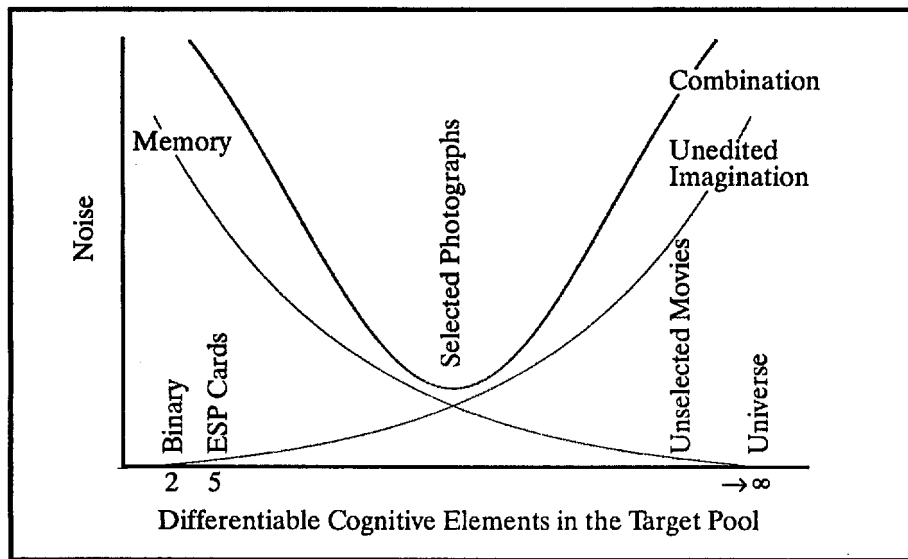 Combination
Memory
Unedited
Imagination
Noise
Selected Photographs
Binary
ESP Cards
Unselected Movies
Universe
2 5 → ∞
Differentiable Cognitive Elements in the Target Pool